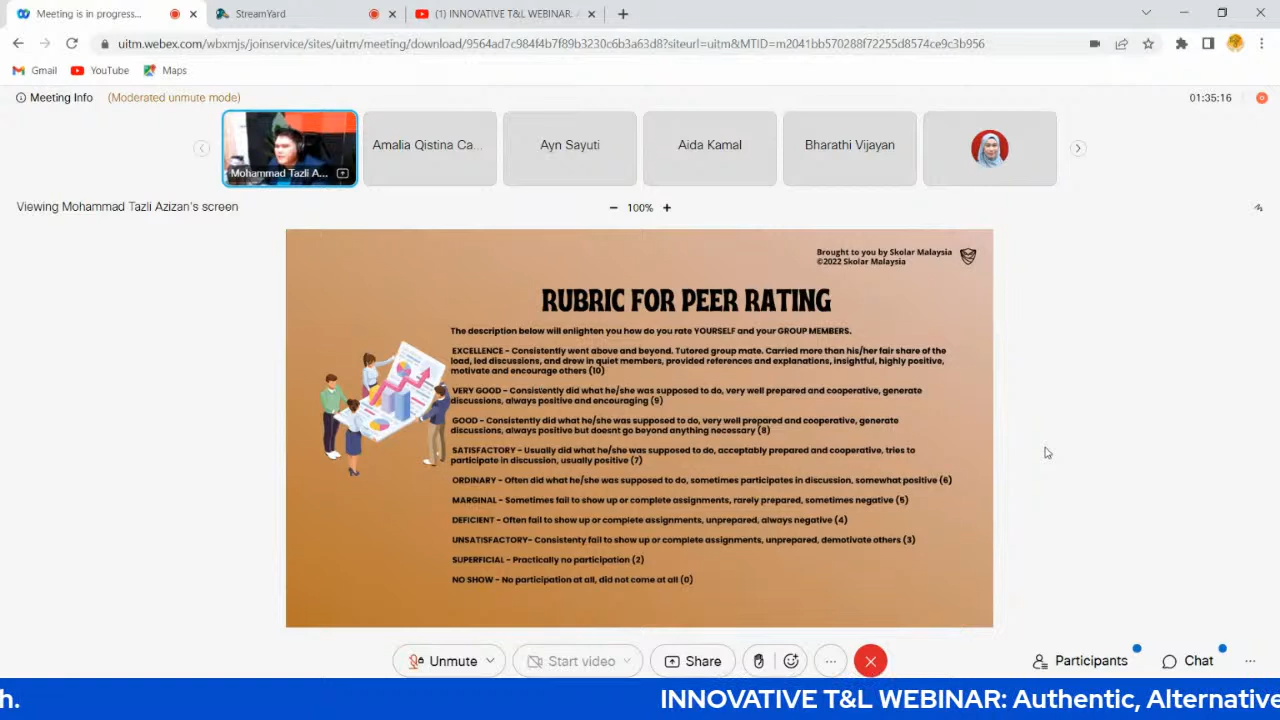 Meeting is in progress...
StreamYard
(1) INNOVATIVE T&L WEBINAR: A
uitm.webex.com/wbxmjs/joinservice/sites/uitm/meeting/download/9564ad7c984f4b7f89b3230c6b3a63d8?siteurl=uitm&MTID=m2041bb570288f72255d8574ce9c3b956
Gmail YouTube Maps
Meeting Info (Moderated unmute mode) 01:35:16
Mohammad Tazli A...
Amalia Qistina Ca...
Ayn Sayuti
Aida Kamal
Bharathi Vijayan
Viewing Mohammad Tazli Azizan's screen
− 100% +
Brought to you by Skolar Malaysia
©2022 Skolar Malaysia
RUBRIC FOR PEER RATING
The description below will enlighten you how do you rate YOURSELF and your GROUP MEMBERS.
EXCELLENCE - Consistently went above and beyond. Tutored group mate. Carried more than his/her fair share of the
load, led discussions, and drew in quiet members, provided references and explanations, insightful, highly positive,
motivate and encourage others (10)
VERY GOOD - Consistently did what he/she was supposed to do, very well prepared and cooperative, generate
discussions, always positive and encouraging (9)
GOOD - Consistently did what he/she was supposed to do, very well prepared and cooperative, generate
discussions, always positive but doesnt go beyond anything necessary (8)
SATISFACTORY - Usually did what he/she was supposed to do, acceptably prepared and cooperative, tries to
participate in discussion, usually positive (7)
ORDINARY - Often did what he/she was supposed to do, sometimes participates in discussion, somewhat positive (6)
MARGINAL - Sometimes fail to show up or complete assignments, rarely prepared, sometimes negative (5)
DEFICIENT - Often fail to show up or complete assignments, unprepared, always negative (4)
UNSATISFACTORY- Consistenty fail to show up or complete assignments, unprepared, demotivate others (3)
SUPERFICIAL - Practically no participation (2)
NO SHOW - No participation at all, did not come at all (0)
Unmute Start video Share ... Participants Chat ...
h. INNOVATIVE T&L WEBINAR: Authentic, Alternative